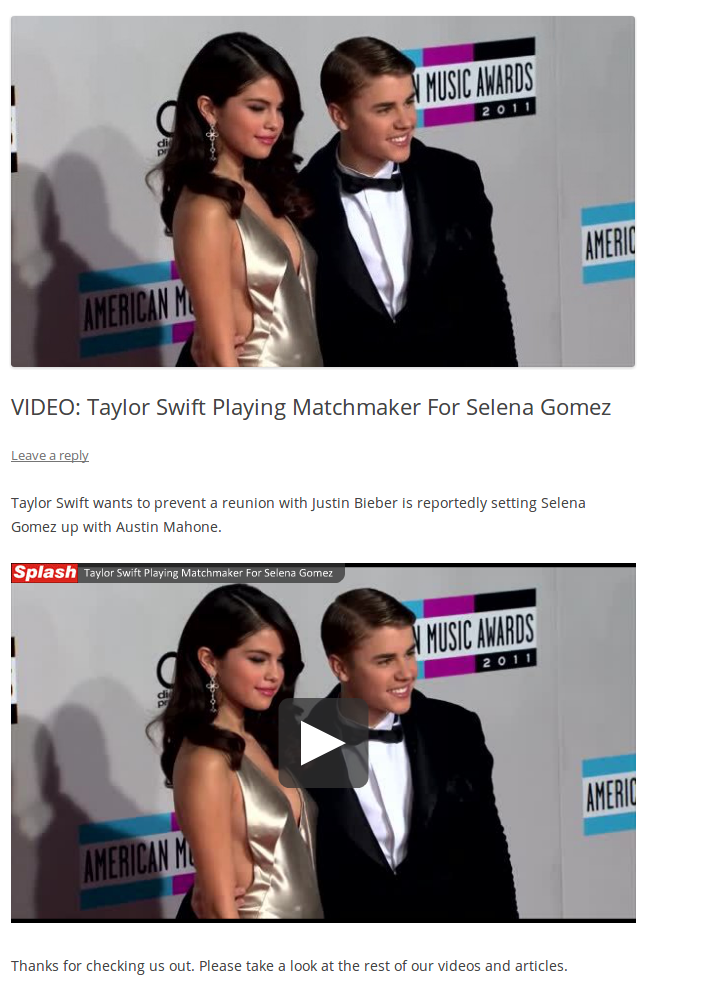 N MUSIC AWARDS
2011
AMERIC
AMERICAN MU
VIDEO: Taylor Swift Playing Matchmaker For Selena Gomez
Leave a reply
Taylor Swift wants to prevent a reunion with Justin Bieber is reportedly setting Selena
Gomez up with Austin Mahone.
Splash Taylor Swift Playing Matchmaker For Selena Gomez
N MUSIC AWARDS
2011
AMERIC
AMERICAN MU
Thanks for checking us out. Please take a look at the rest of our videos and articles.